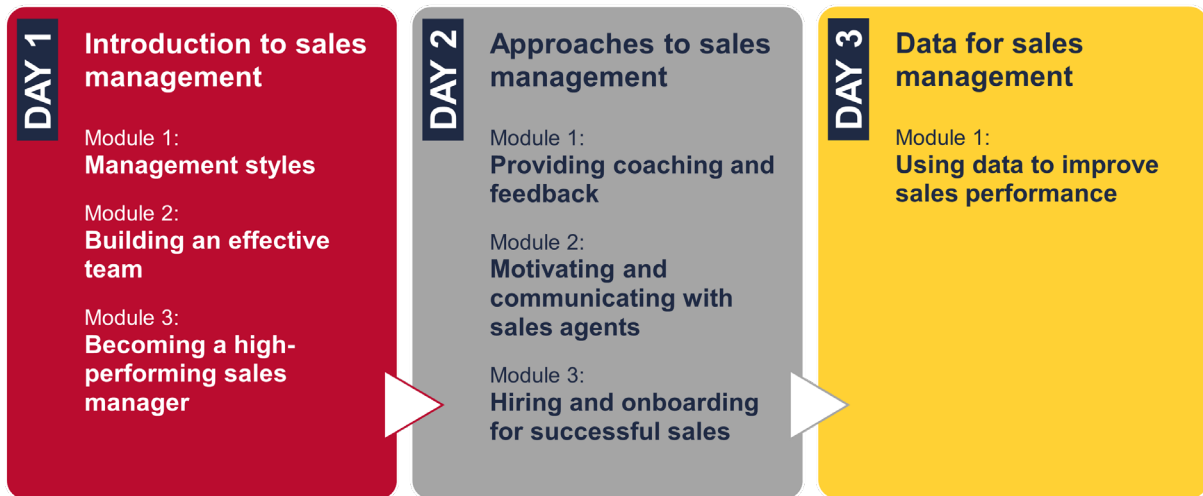 DAY 1
Introduction to sales
management
Module 1:
Management styles
Module 2:
Building an effective
team
Module 3:
Becoming a high-
performing sales
manager
DAY 2
Approaches to sales
management
Module 1:
Providing coaching and
feedback
Module 2:
Motivating and
communicating with
sales agents
Module 3:
Hiring and onboarding
for successful sales
DAY 3
Data for sales
management
Module 1:
Using data to improve
sales performance